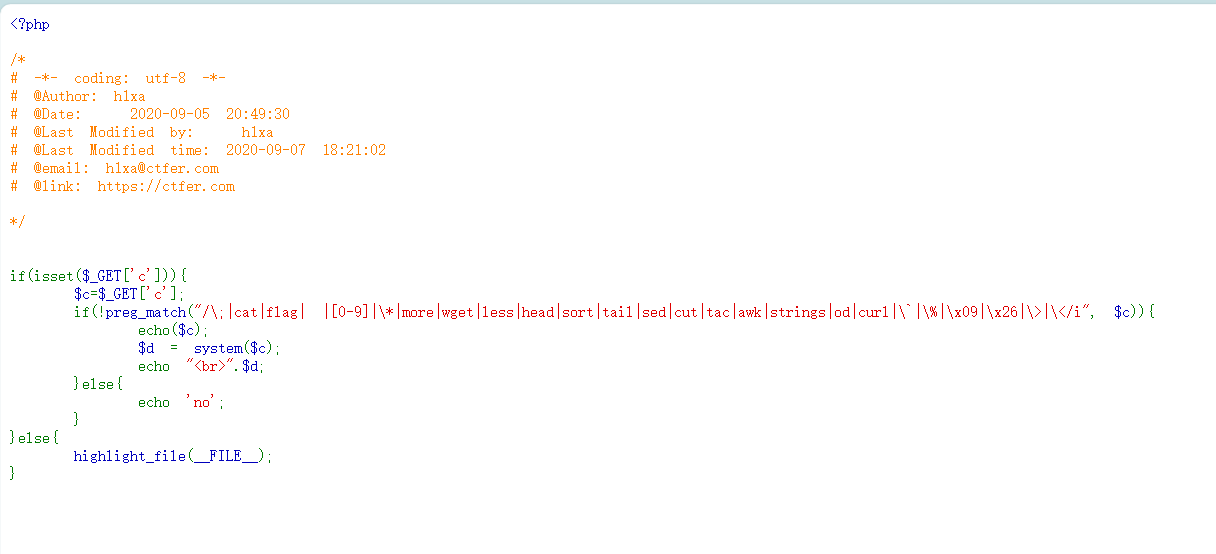 <?php
/*
# -*- coding: utf-8 -*-
# @Author: h1xa
# @Date: 2020-09-05 20:49:30
# @Last Modified by: h1xa
# @Last Modified time: 2020-09-07 18:21:02
# @email: h1xa@ctfer.com
# @link: https://ctfer.com
*/
if(isset($_GET['c'])){
$c=$_GET['c'];
if(!preg_match("/\;|cat|flag| |[0-9]|\*|more|wget|less|head|sort|tail|sed|cut|tac|awk|strings|od|curl|\`|\%|\x09|\x26|\>|\</i", $c)){
echo($c);
$d = system($c);
echo "<br>".$d;
}else{
echo 'no';
}
}else{
highlight_file(__FILE__);
}